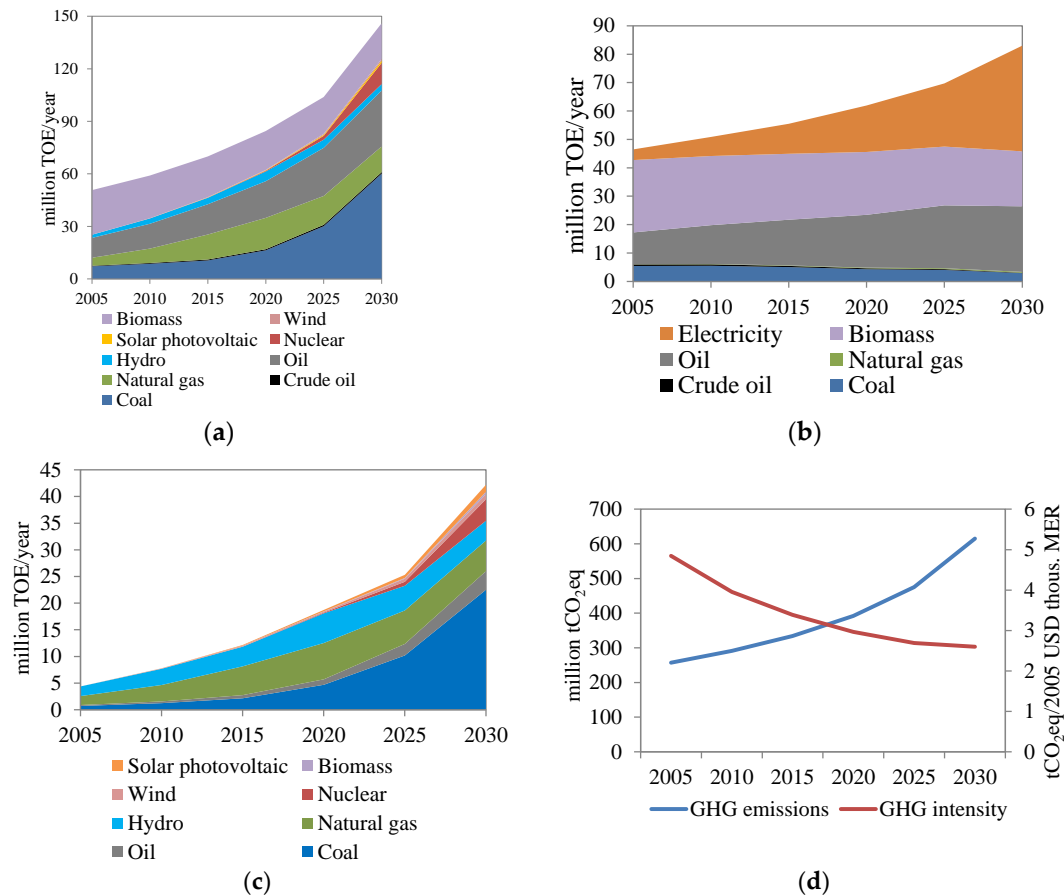 150
120
90
60
30
0
million TOE/year
2005 2010 2015 2020 2025 2030
Biomass Wind
Solar photovoltaic Nuclear
Hydro Oil
Natural gas Crude oil
Coal
(a)
90
80
70
60
50
40
30
20
10
0
million TOE/year
2005 2010 2015 2020 2025 2030
Electricity Biomass
Oil Natural gas
Crude oil Coal
(b)
45
40
35
30
25
20
15
10
5
0
million TOE/year
2005 2010 2015 2020 2025 2030
Solar photovoltaic Biomass
Wind Nuclear
Hydro Natural gas
Oil Coal
(c)
700
600
500
400
300
200
100
0
million tCO₂eq
6
5
4
3
2
1
0
tCO₂eq/2005 USD thous. MER
2005 2010 2015 2020 2025 2030
GHG emissions GHG intensity
(d)